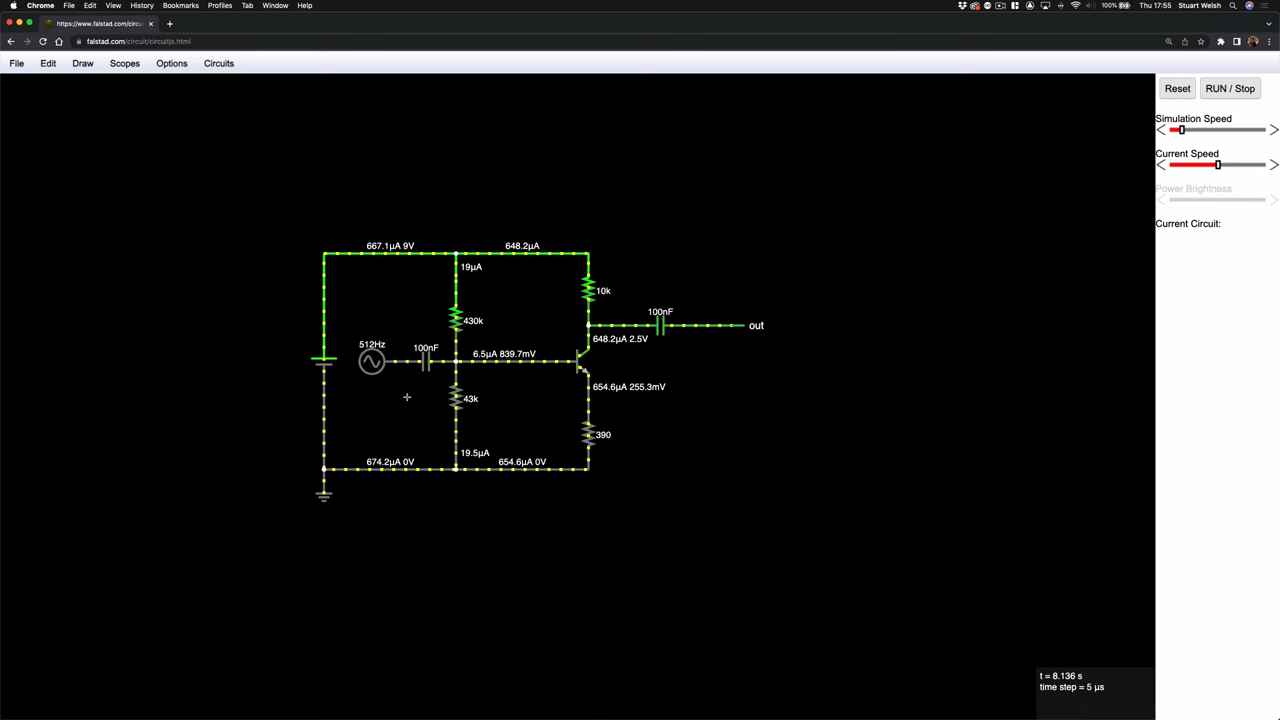 Chrome File Edit View History Bookmarks Profiles Tab Window Help
100% Thu 17:55 Stuart Welsh
https://www.falstad.com/circu
falstad.com/circuit/circuitjs.html
File Edit Draw Scopes Options Circuits
Reset RUN / Stop
Simulation Speed
Current Speed
Power Brightness
Current Circuit:
667.1µA 9V 648.2µA
19µA
10k
100nF
out
430k
648.2µA 2.5V
512Hz
100nF
6.5µA 839.7mV
654.6µA 255.3mV
43k
390
19.5µA
674.2µA 0V 654.6µA 0V
t = 8.136 s
time step = 5 µs